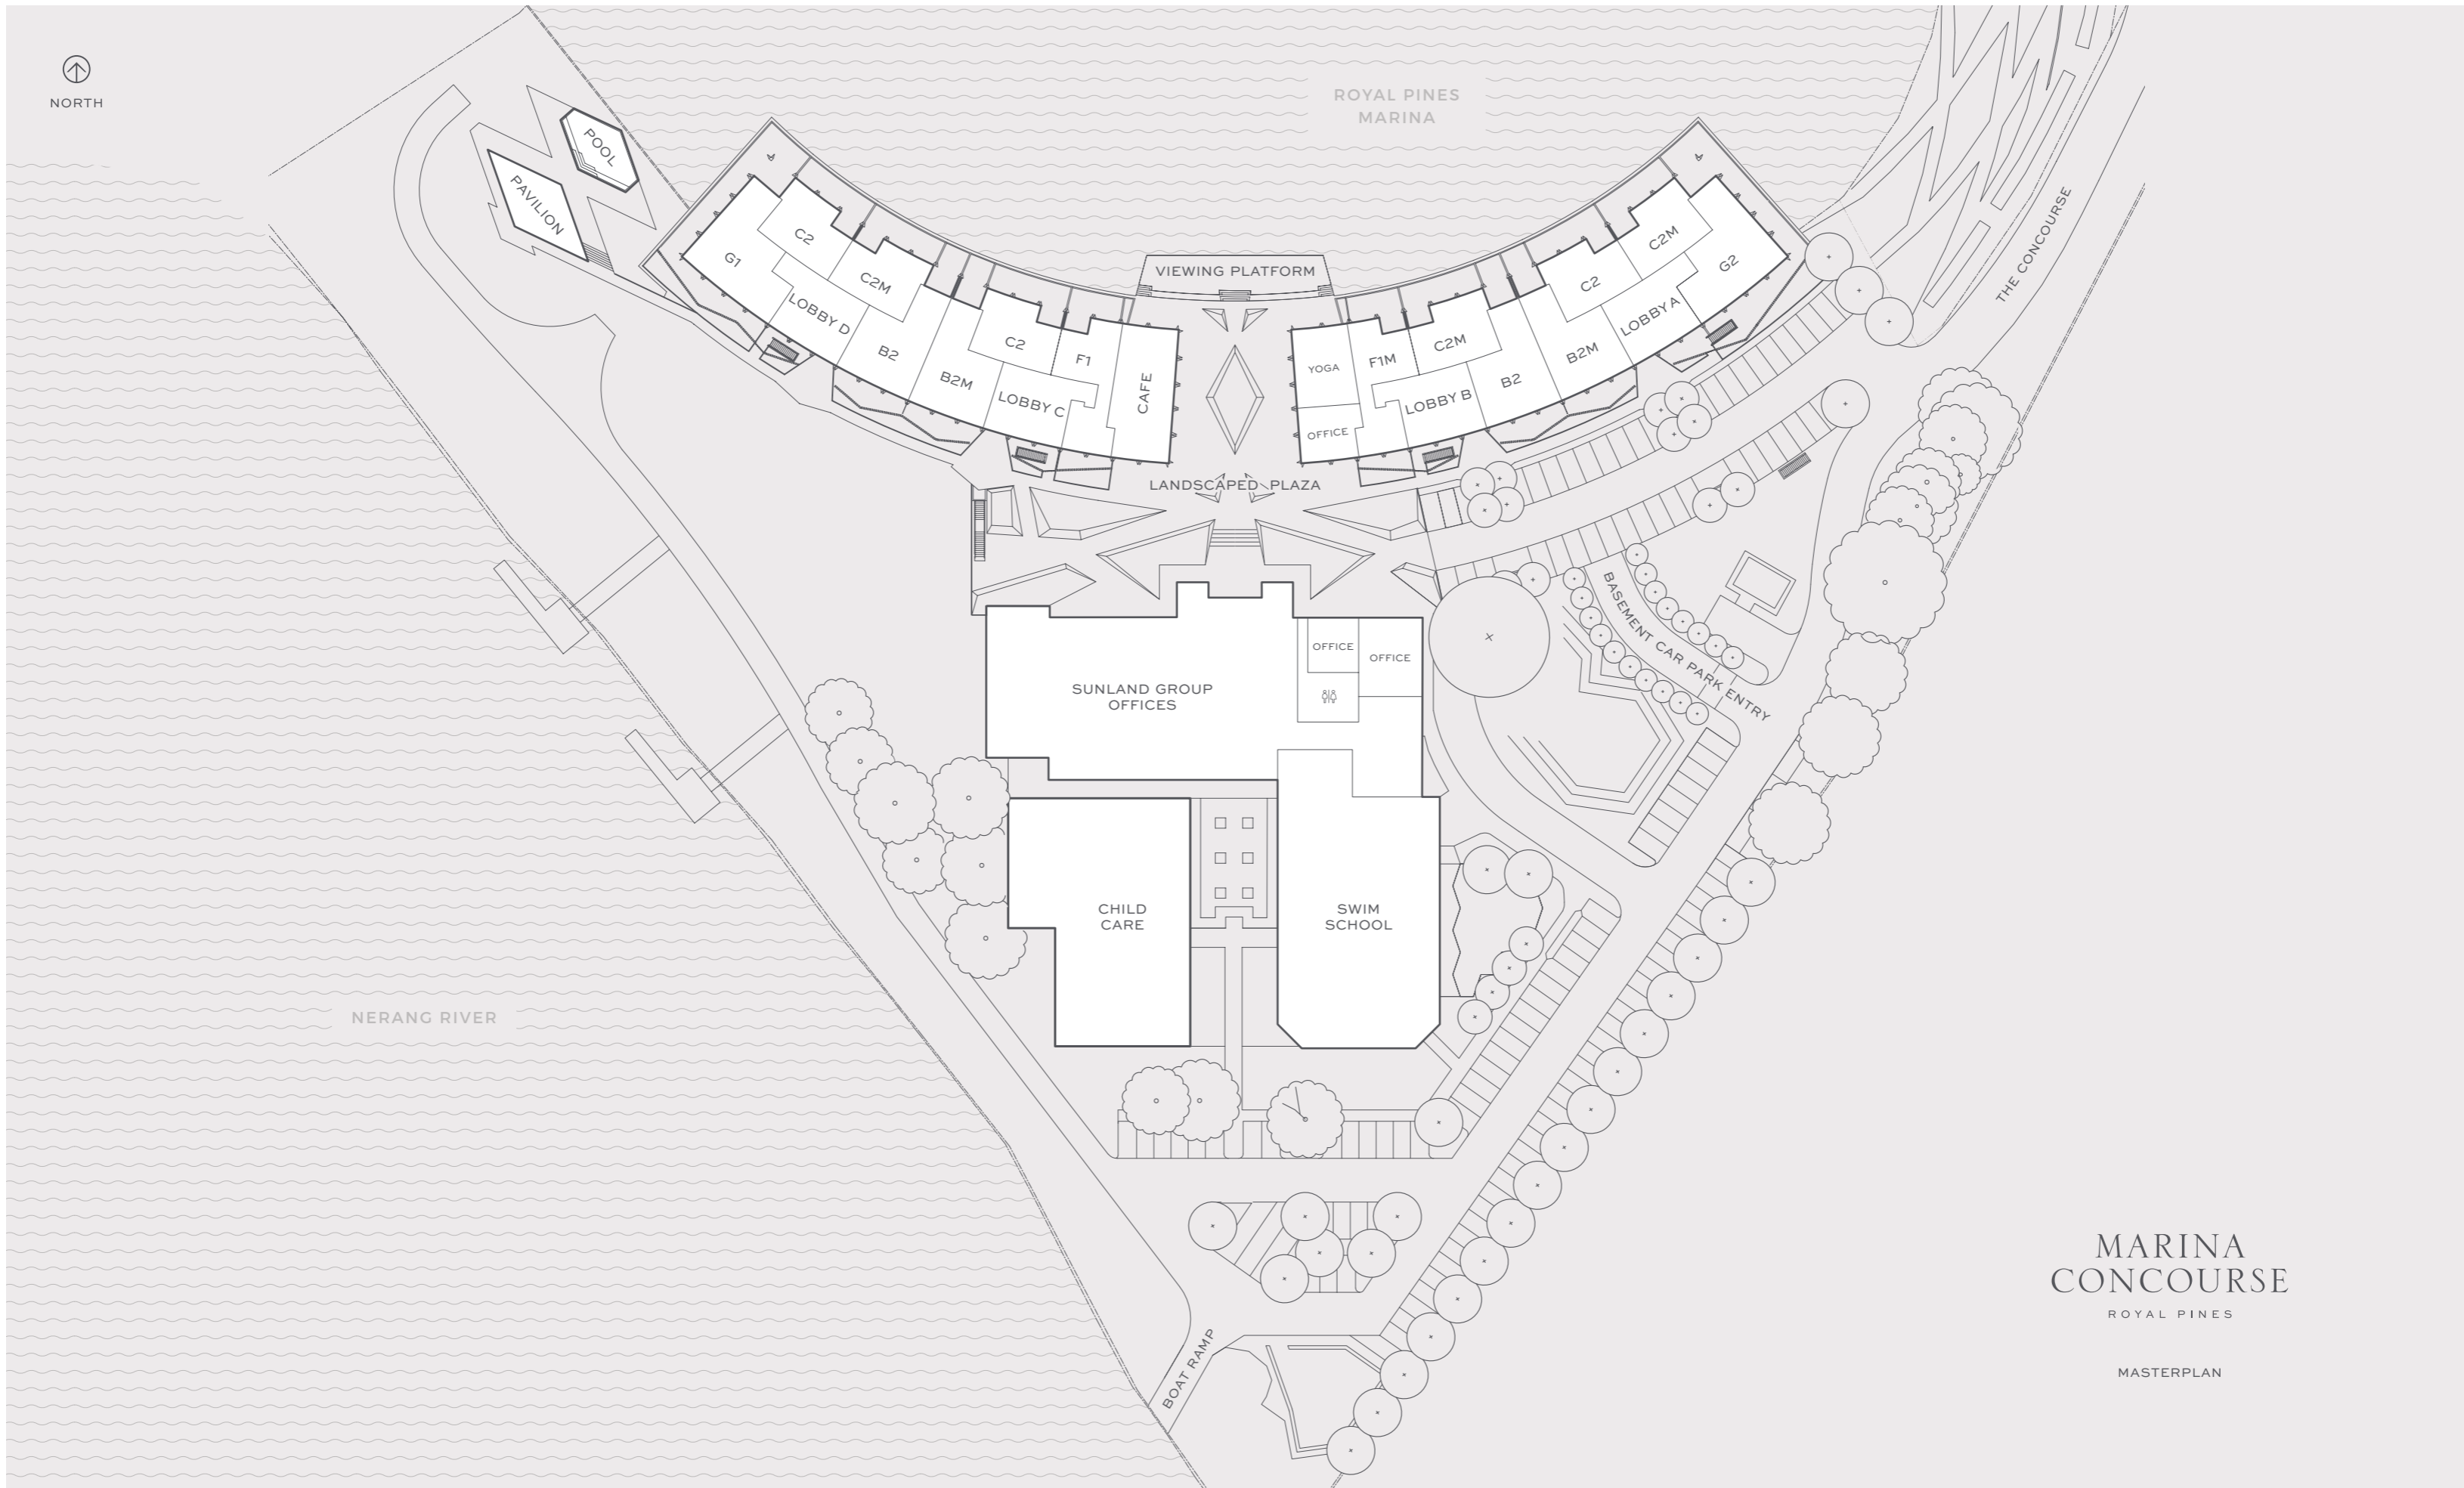 NORTH
ROYAL PINES
MARINA
POOL
PAVILION
VIEWING PLATFORM
THE CONCOURSE
G1
C2
C2M
LOBBY D
B2
B2M
C2
LOBBY C
F1
CAFE
YOGA
OFFICE
F1M
C2M
LOBBY B
B2
C2
B2M
C2M
LOBBY A
G2
LANDSCAPED PLAZA
BASEMENT CAR PARK ENTRY
OFFICE
OFFICE
SUNLAND GROUP
OFFICES
CHILD
CARE
SWIM
SCHOOL
NERANG RIVER
BOAT RAMP
MARINA
CONCOURSE
ROYAL PINES
MASTERPLAN